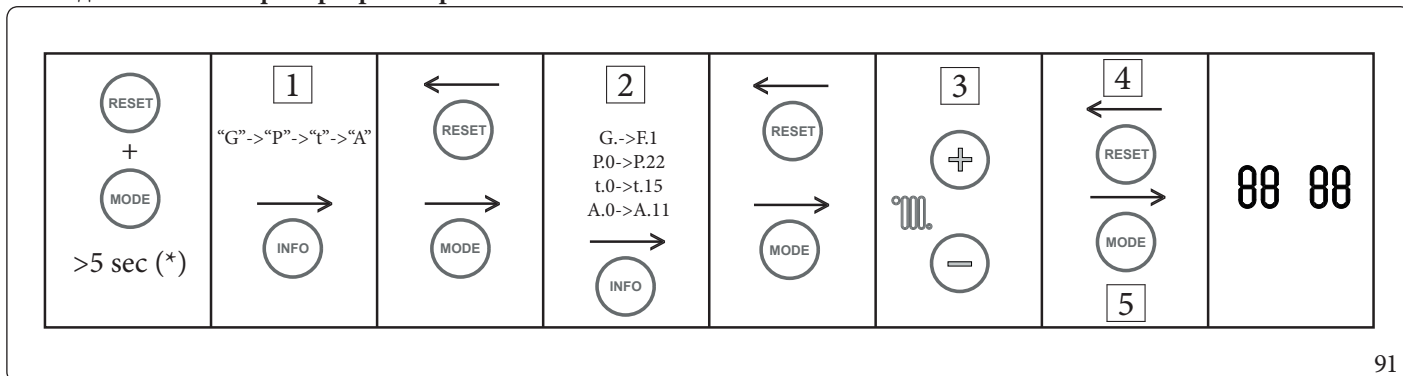 RESET
+
MODE
>5 sec (*)
1
“G”->“P”->“t”->“A”
INFO
RESET
MODE
2
G.->F.1
P.0->P.22
t.0->t.15
A.0->A.11
INFO
RESET
MODE
3
+
−
4
RESET
MODE
5
88 88
91